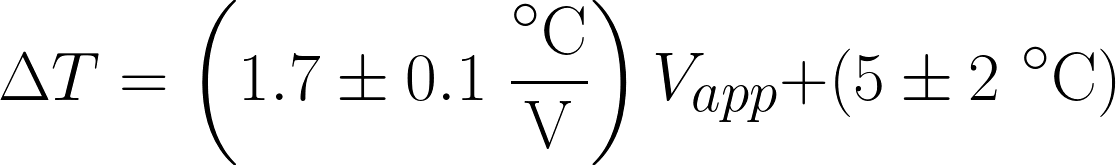 ΔT = (1.7 ± 0.1 °C/V) V_app + (5 ± 2 °C)